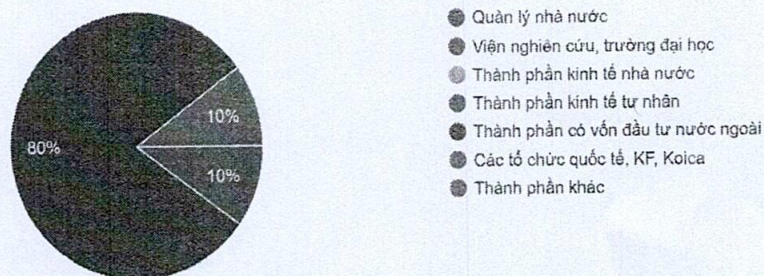 80%
10%
10%
Quản lý nhà nước
Viện nghiên cứu, trường đại học
Thành phần kinh tế nhà nước
Thành phần kinh tế tư nhân
Thành phần có vốn đầu tư nước ngoài
Các tổ chức quốc tế, KF, Koica
Thành phần khác